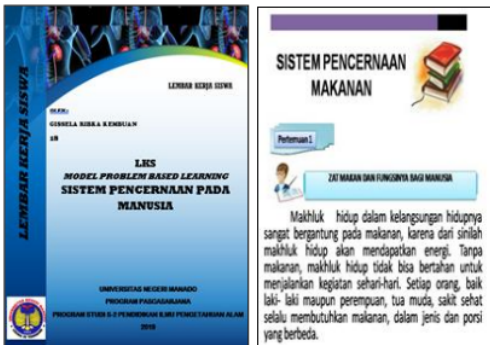 LEMBAR KERJA SISWA
LEMBAR KERJA SISWA
OLEH:
GISSELA RISKA KEMBUAN
LKS
MODEL PROBLEM BASED LEARNING
SISTEM PENCERNAAN PADA
MANUSIA
UNIVERSITAS NEGERI MANADO
PROGRAM PASCASARJANA
PROGRAM STUDI S-2 PENDIDIKAN ILMU PENGETAHUAN ALAM
2019
SISTEM PENCERNAAN
MAKANAN
Pertemuan 1
ZAT MAKAN DAN FUNGSINYA BAGI MANUSIA
Makhluk hidup dalam kelangsungan hidupnya
sangat bergantung pada makanan, karena dari sinilah
makhluk hidup akan mendapatkan energi. Tanpa
makanan, makhluk hidup tidak bisa bertahan untuk
menjalankan kegiatan sehari-hari. Setiap orang, baik
laki- laki maupun perempuan, tua muda, sakit sehat
selalu membutuhkan makanan, dalam jenis dan porsi
yang berbeda.